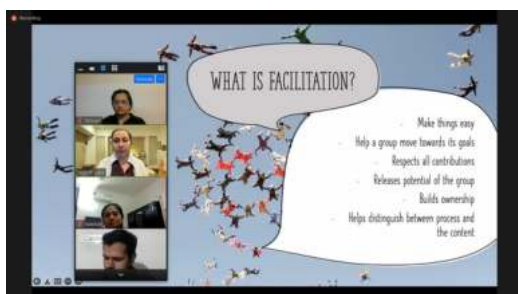 Recording
WHAT IS FACILITATION?
Make things easy
Help a group move towards its goals
Respects all contributions
Releases potential of the group
Builds ownership
Helps distinguish between process and
the content